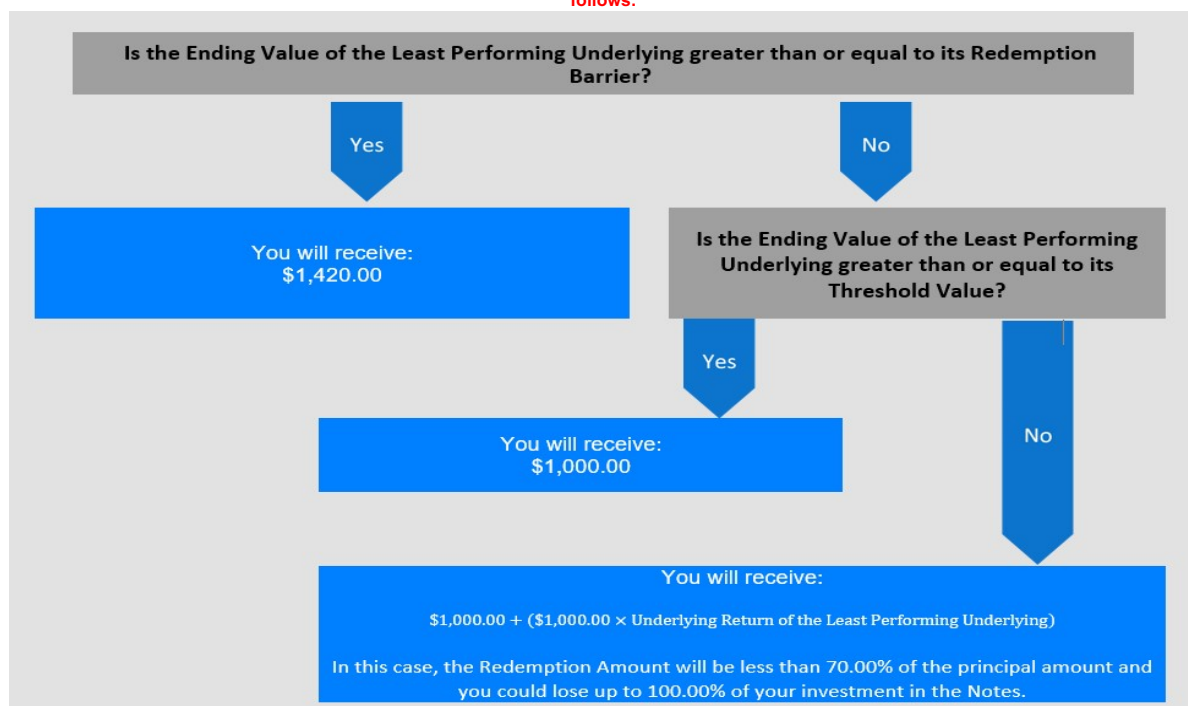 follows:
Is the Ending Value of the Least Performing Underlying greater than or equal to its Redemption
Barrier?
Yes
No
You will receive:
$1,420.00
Is the Ending Value of the Least Performing
Underlying greater than or equal to its
Threshold Value?
Yes
No
You will receive:
$1,000.00
You will receive:
$1,000.00 + ($1,000.00 × Underlying Return of the Least Performing Underlying)
In this case, the Redemption Amount will be less than 70.00% of the principal amount and
you could lose up to 100.00% of your investment in the Notes.